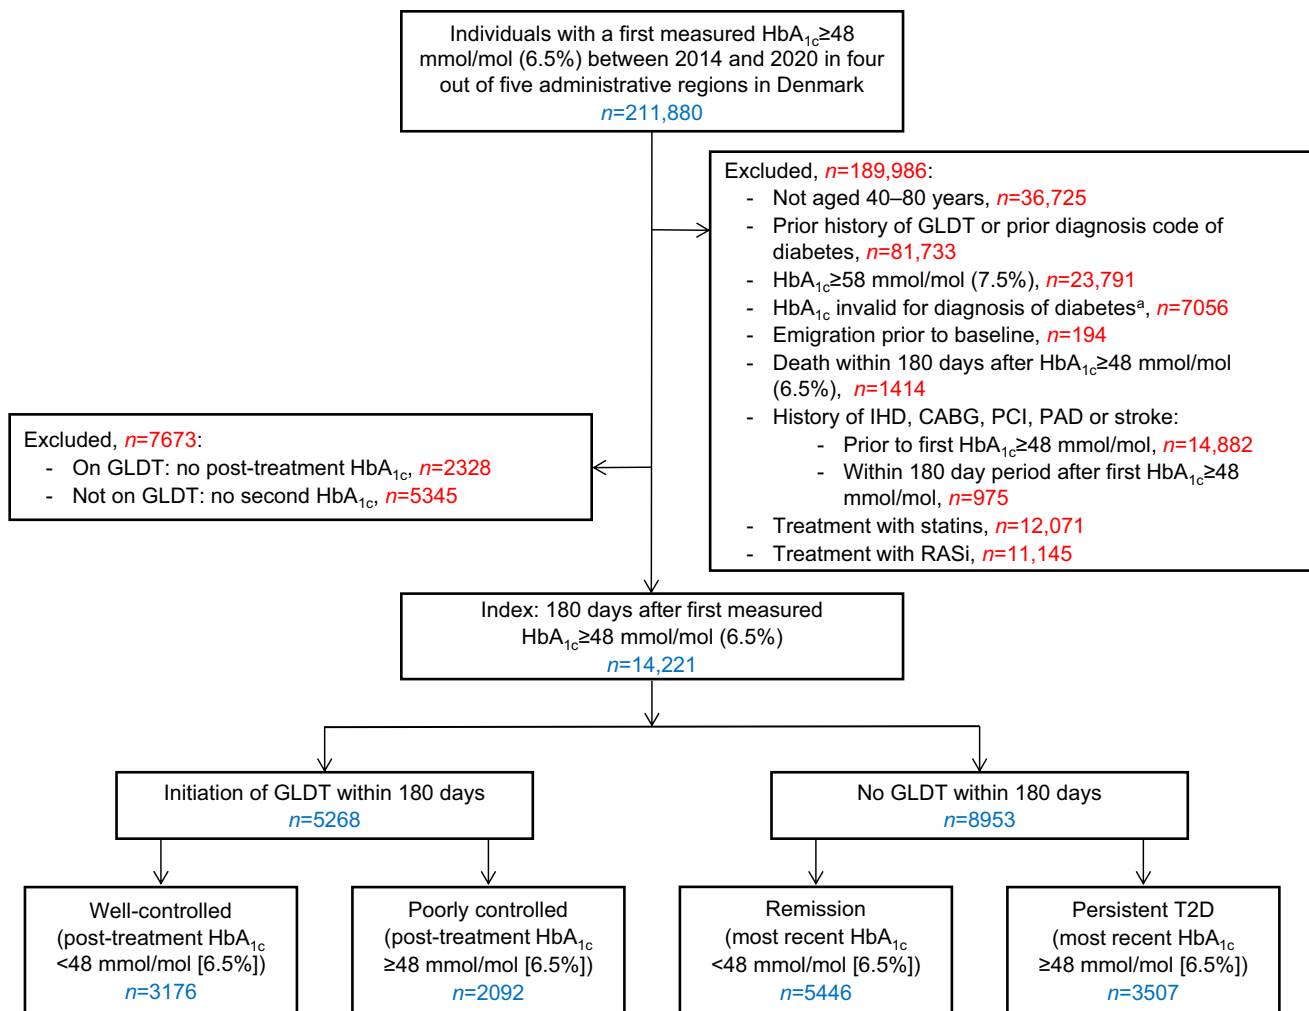 Individuals with a first measured HbA1c≥48
mmol/mol (6.5%) between 2014 and 2020 in four
out of five administrative regions in Denmark
n=211,880
Excluded, n=189,986:
- Not aged 40–80 years, n=36,725
- Prior history of GLDT or prior diagnosis code of
diabetes, n=81,733
- HbA1c≥58 mmol/mol (7.5%), n=23,791
- HbA1c invalid for diagnosis of diabetesa, n=7056
- Emigration prior to baseline, n=194
- Death within 180 days after HbA1c≥48 mmol/mol
(6.5%), n=1414
- History of IHD, CABG, PCI, PAD or stroke:
- Prior to first HbA1c≥48 mmol/mol, n=14,882
- Within 180 day period after first HbA1c≥48
mmol/mol, n=975
- Treatment with statins, n=12,071
- Treatment with RASi, n=11,145
Excluded, n=7673:
- On GLDT: no post-treatment HbA1c, n=2328
- Not on GLDT: no second HbA1c, n=5345
Index: 180 days after first measured
HbA1c≥48 mmol/mol (6.5%)
n=14,221
Initiation of GLDT within 180 days
n=5268
No GLDT within 180 days
n=8953
Well-controlled
(post-treatment HbA1c
<48 mmol/mol [6.5%])
n=3176
Poorly controlled
(post-treatment HbA1c
≥48 mmol/mol [6.5%])
n=2092
Remission
(most recent HbA1c
<48 mmol/mol [6.5%])
n=5446
Persistent T2D
(most recent HbA1c
≥48 mmol/mol [6.5%])
n=3507